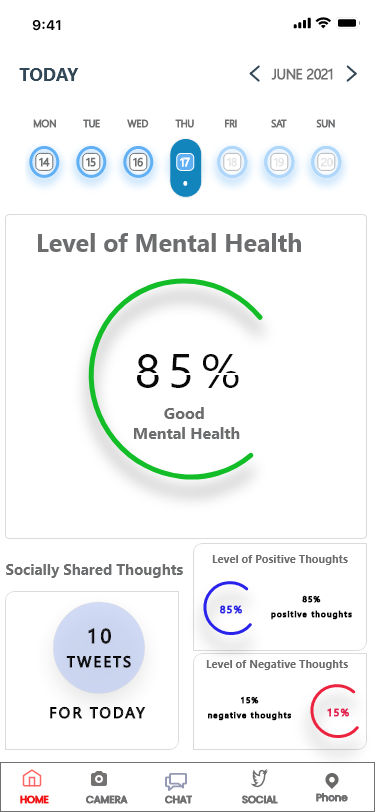 9:41
TODAY
JUNE 2021
MON TUE WED THU FRI SAT SUN
14 15 16 17 18 19 20
Level of Mental Health
85%
Good
Mental Health
Socially Shared Thoughts
10
TWEETS
FOR TODAY
Level of Positive Thoughts
85%
85%
positive thoughts
Level of Negative Thoughts
15%
negative thoughts
15%
HOME CAMERA CHAT SOCIAL Phone